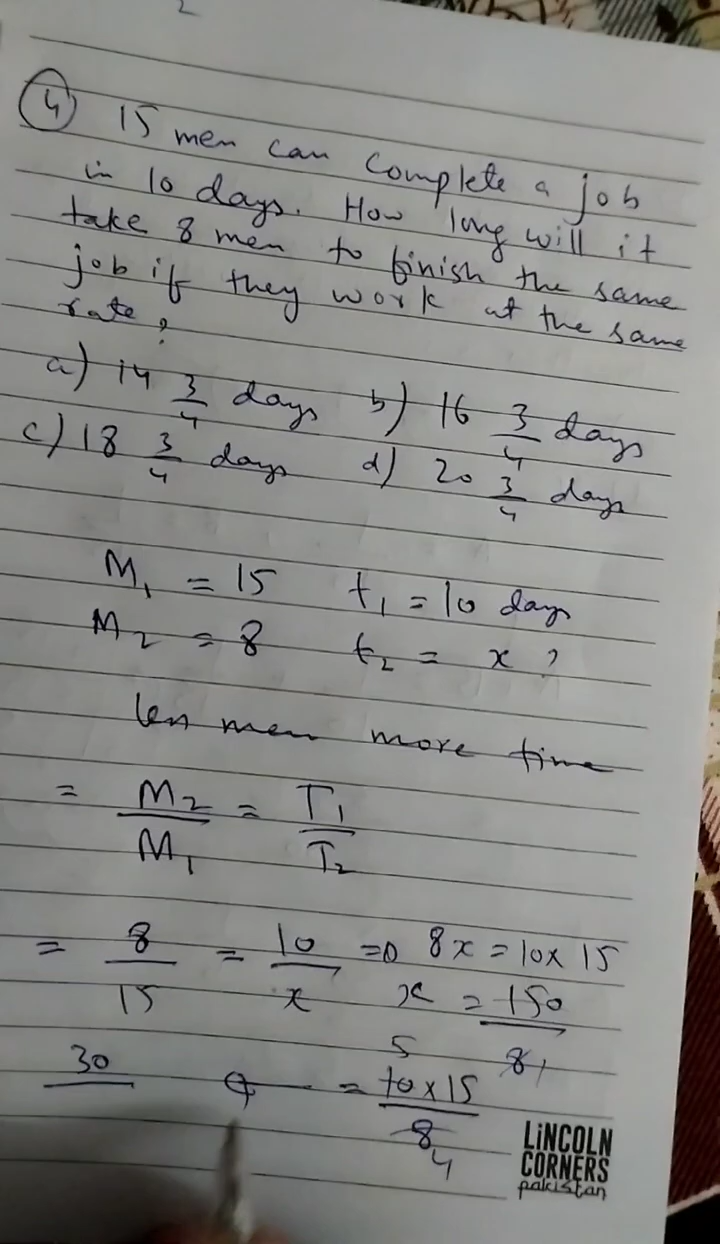 2
4 15 men can complete a job
in 10 days. How long will it
take 8 men to finish the same
job if they work at the same
rate?
a) 14 3/4 days b) 16 3/4 days
c) 18 3/4 days d) 20 3/4 days
M1 = 15 t1 = 10 days
M2 = 8 t2 = x ?
less men more time
= M2/M1 = T1/T2
= 8/15 = 10/x => 8x = 10 x 15
x = 150/8
30 = 10 x 15/8
5
4
LiNCOLN
CORNERS
pakistan